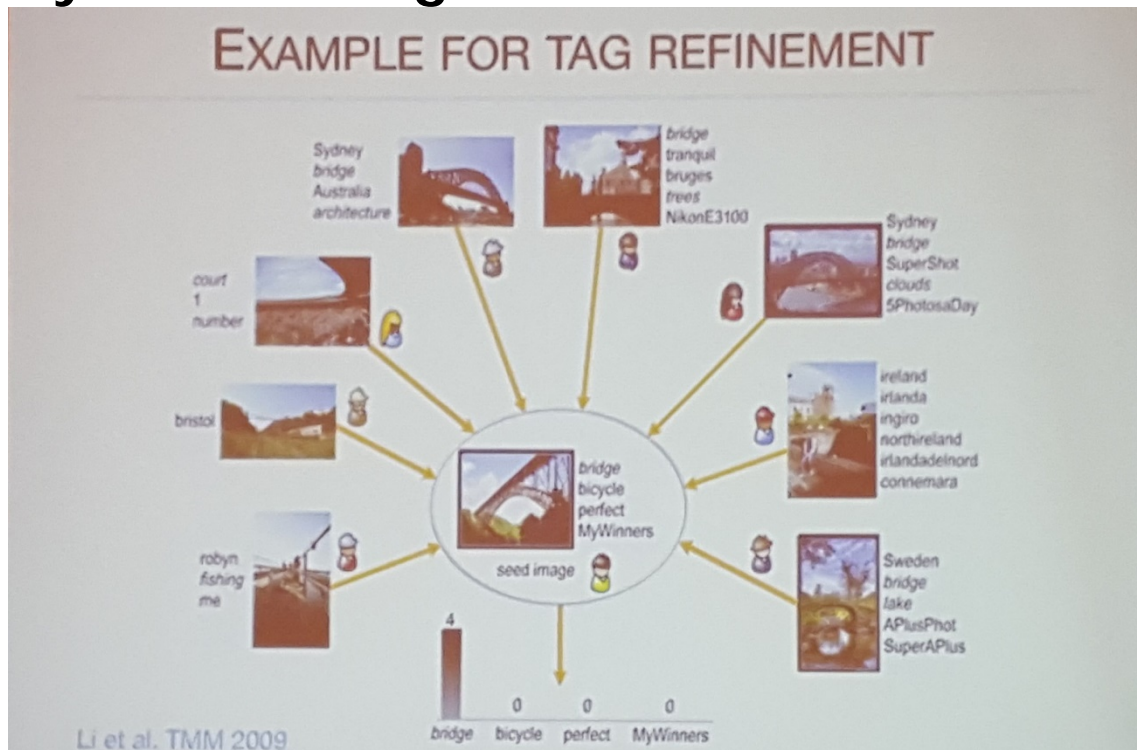 EXAMPLE FOR TAG REFINEMENT
Sydney
bridge
Australia
architecture
bridge
tranquil
bruges
trees
NikonE3100
Sydney
bridge
SuperShot
clouds
5PhotosaDay
court
1
number
ireland
irlanda
ingiro
northireland
irlandadelnord
connemara
bristol
bridge
bicycle
perfect
MyWinners
seed image
robyn
fishing
me
Sweden
bridge
lake
APlusPhot
SuperAPlus
4
0 0 0
bridge bicycle perfect MyWinners
Li et al. TMM 2009